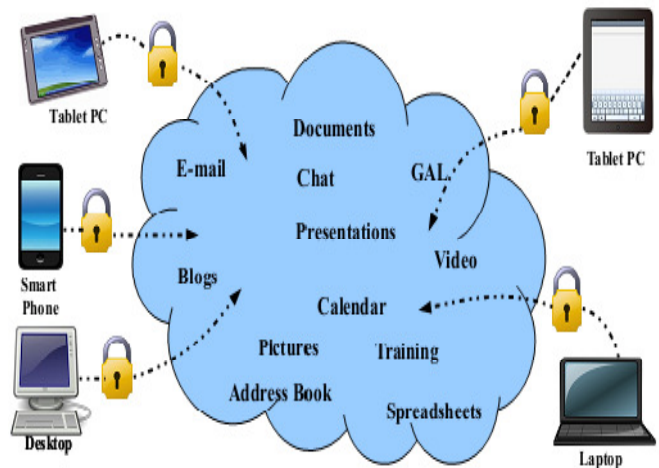 Tablet PC
Documents
E-mail
Chat
GAL.
Tablet PC
Presentations
Smart
Phone
Blogs
Video
Calendar
Pictures
Training
Address Book
Spreadsheets
Desktop
Laptop